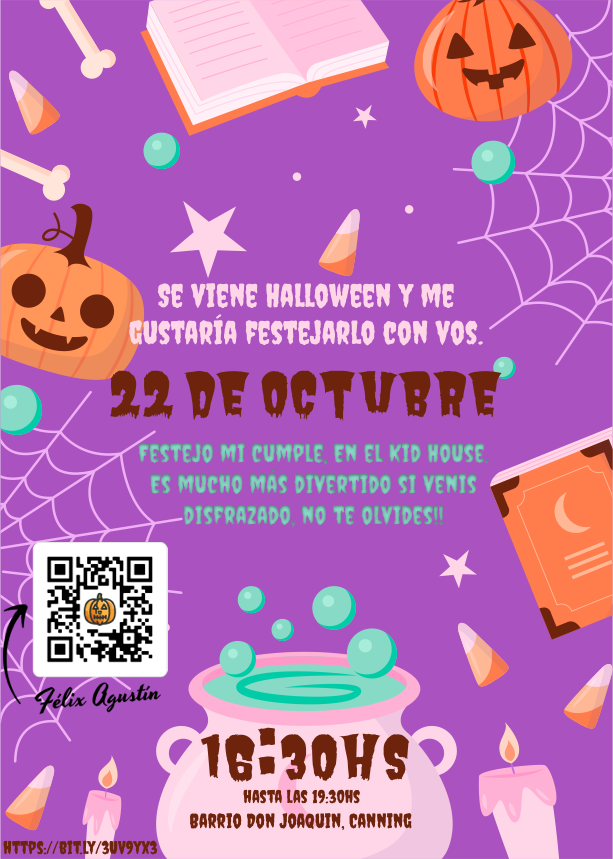 SE VIENE HALLOWEEN Y ME
GUSTARÍA FESTEJARLO CON VOS.
22 DE OCTUBRE
FESTEJO MI CUMPLE, EN EL KID HOUSE
ES MUCHO MÁS DIVERTIDO SI VENIS
DISFRAZADO, NO TE OLVIDES!!
Félix Agustín
16:30HS
HASTA LAS 19:30HS
BARRIO DON JOAQUIN, CANNING
HTTPS://BIT.LY/3UV9YX3